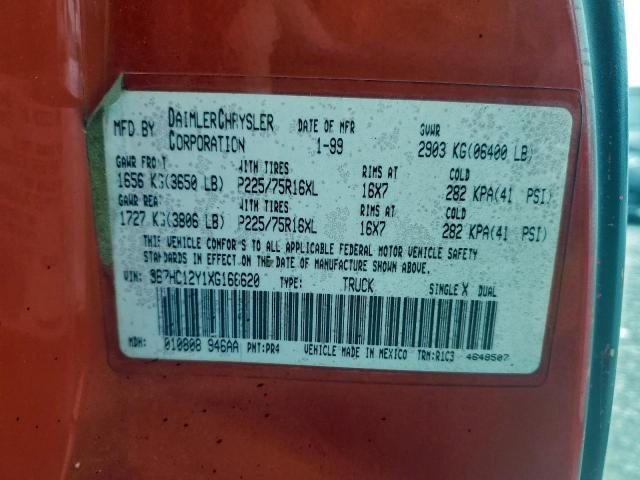 MFD BY DAIMLERCHRYSLER CORPORATION DATE OF MFR 1-99 GVWR 2903 KG(06400 LB)
GAWR FRONT WITH TIRES RIMS AT COLD
1656 KG(3650 LB) P225/75R16XL 16X7 282 KPA(41 PSI)
GAWR REAR WITH TIRES RIMS AT COLD
1727 KG(3806 LB) P225/75R16XL 16X7 282 KPA(41 PSI)
THIS VEHICLE CONFORMS TO ALL APPLICABLE FEDERAL MOTOR VEHICLE SAFETY
STANDARDS IN EFFECT ON THE DATE OF MANUFACTURE SHOWN ABOVE.
VIN: 3B7HC12Y1XG166620 TYPE: TRUCK SINGLE X DUAL
MDH: 010808 946AA PNT:PR4 VEHICLE MADE IN MEXICO TRM:R1C3 4648507